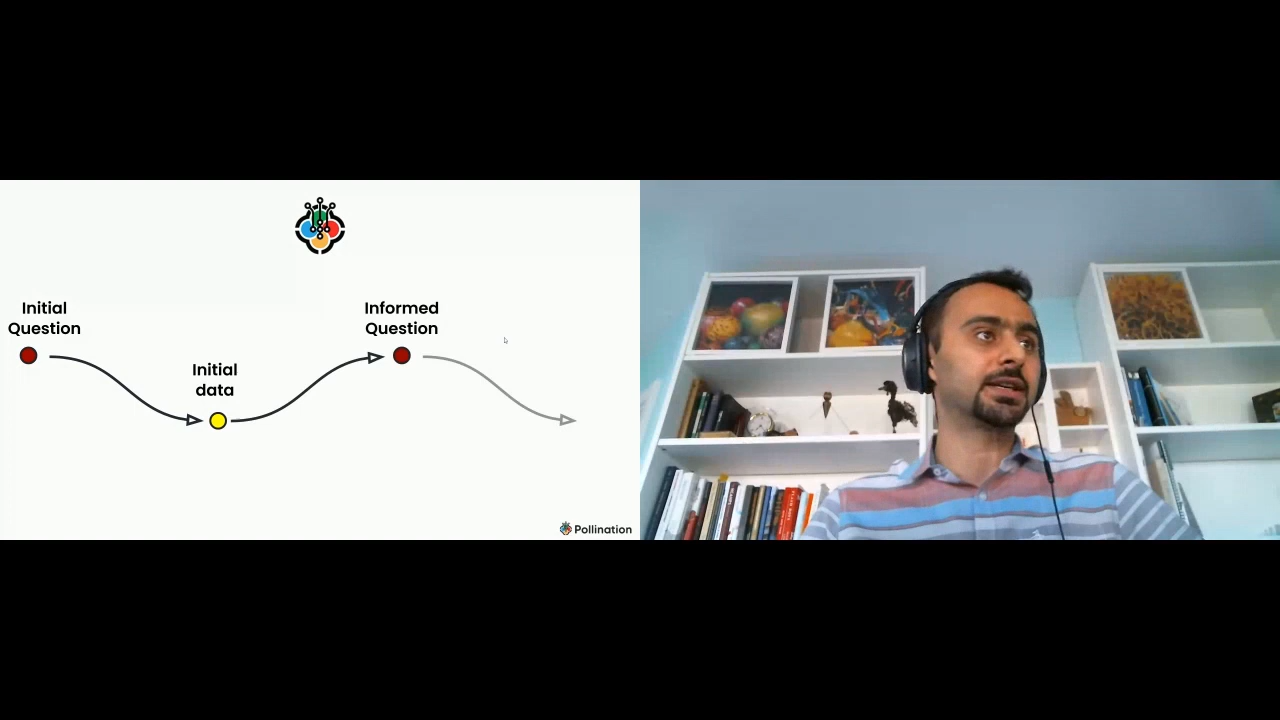 Initial
Question
Initial
data
Informed
Question
Pollination